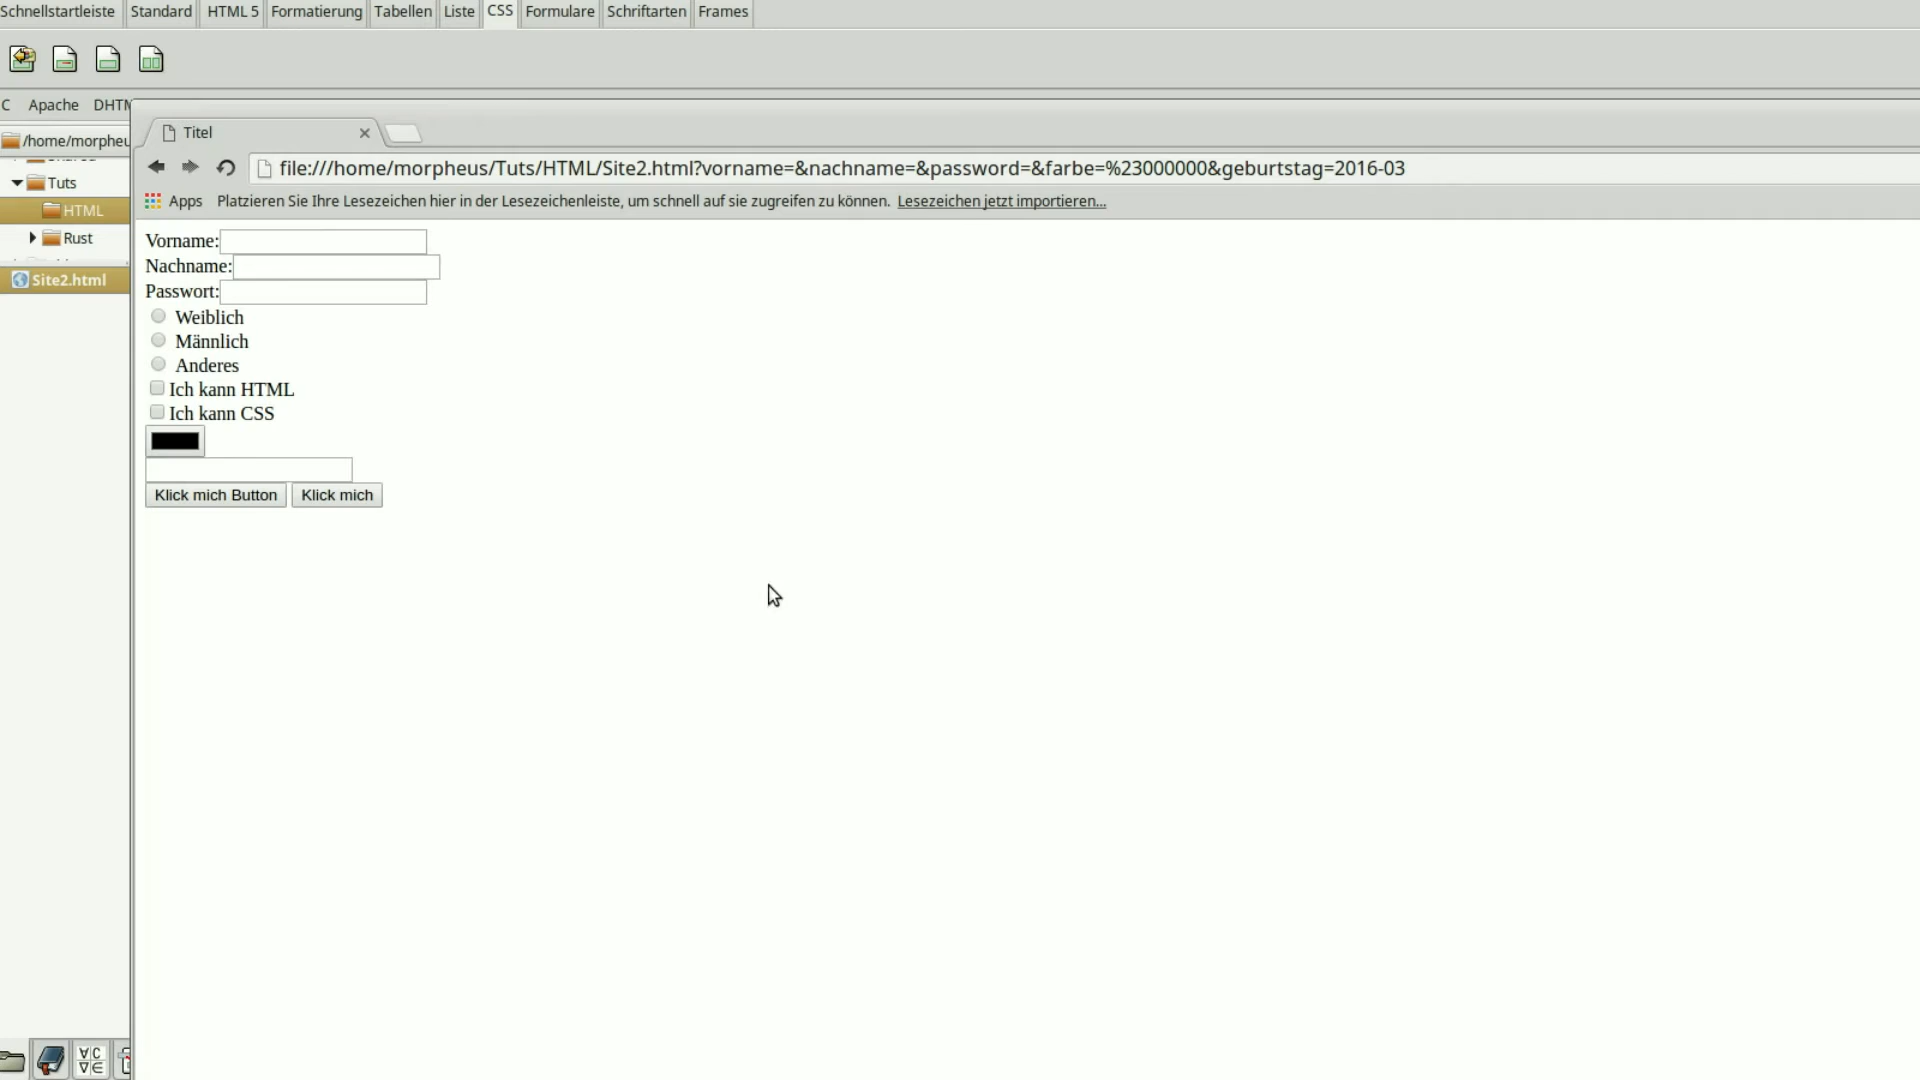 Schnellstartleiste Standard HTML 5 Formatierung Tabellen Liste CSS Formulare Schriftarten Frames
C Apache DHTM
Titel
/home/morpheu
file:///home/morpheus/Tuts/HTML/Site2.html?vorname=&nachname=&password=&farbe=%23000000&geburtstag=2016-03
Tuts
Apps Platzieren Sie Ihre Lesezeichen hier in der Lesezeichenleiste, um schnell auf sie zugreifen zu können. Lesezeichen jetzt importieren...
HTML
Rust
Site2.html
Vorname:
Nachname:
Passwort:
Weiblich
Männlich
Anderes
Ich kann HTML
Ich kann CSS
Klick mich Button Klick mich